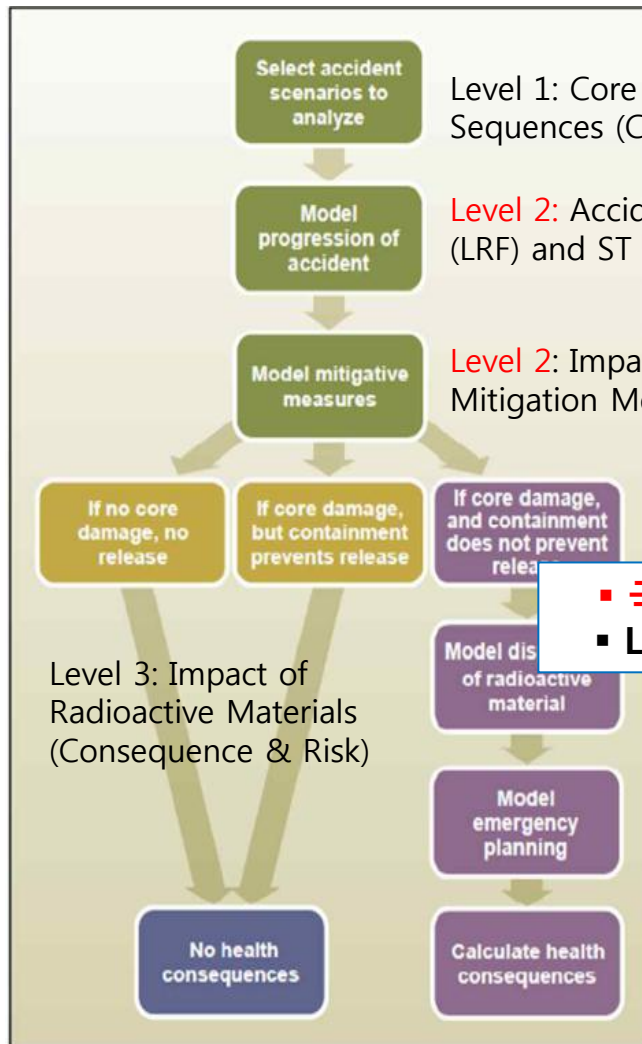 Select accident
scenarios to
analyze
Level 1: Core
Sequences
Model
progression of
accident
Level 2:
(LRF) and ST
Model mitigative
measures
Level 2:
Mitigation
If no core
damage, no
release
If core damage,
but containment
prevents release
If core damage,
and containment
does not prevent
Level 3: Impact of
Radioactive Materials
(Consequence & Risk)
Model
of radioactive
material
Model
emergency
planning
No health
consequences
Calculate health
consequences